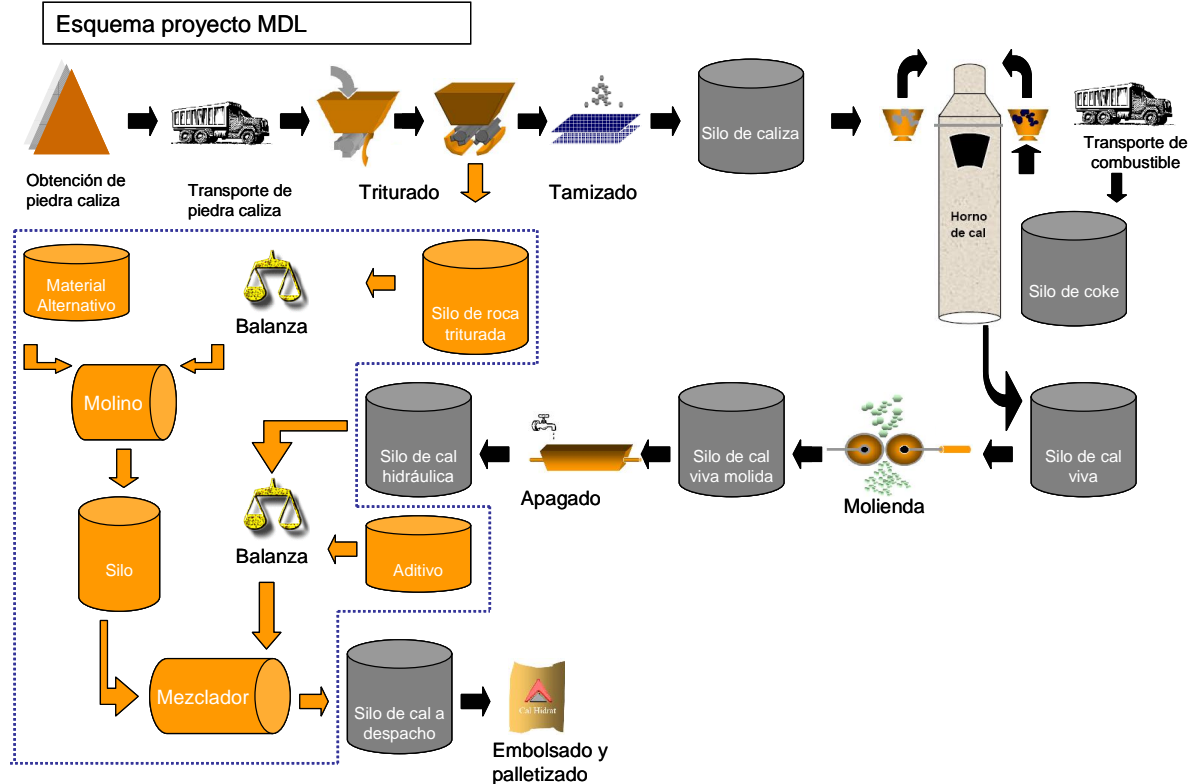 Esquema proyecto MDL
Obtención de
piedra caliza
Transporte de
piedra caliza
Triturado
Tamizado
Silo de caliza
Horno
de cal
Transporte de
combustible
Silo de coke
Material
Alternativo
Balanza
Silo de roca
triturada
Molino
Silo de cal
hidráulica
Apagado
Silo de cal
viva molida
Molienda
Silo de cal
viva
Silo
Balanza
Aditivo
Mezclador
Silo de cal a
despacho
Cal Hidrat
Embolsado y
palletizado